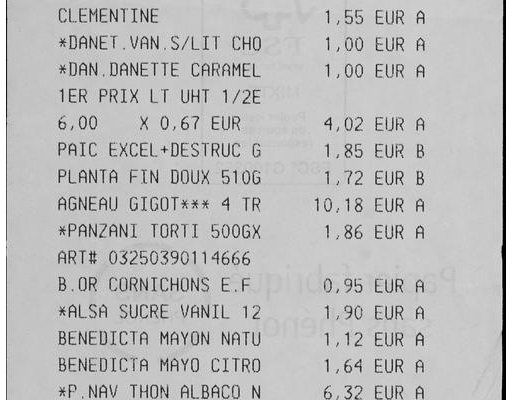 CLEMENTINE 1,55 EUR A
*DANET.VAN.S/LIT CHO 1,00 EUR A
*DAN.DANETTE CARAMEL 1,00 EUR A
1ER PRIX LT UHT 1/2E
6,00 X 0,67 EUR 4,02 EUR A
PAIC EXCEL+DESTRUC G 1,85 EUR B
PLANTA FIN DOUX 510G 1,72 EUR B
AGNEAU GIGOT*** 4 TR 10,18 EUR A
*PANZANI TORTI 500GX 1,86 EUR A
ART# 03250390114666
B.OR CORNICHONS E.F 0,95 EUR A
*ALSA SUCRE VANIL 12 1,90 EUR A
BENEDICTA MAYON NATU 1,12 EUR A
BENEDICTA MAYO CITRO 1,64 EUR A
*P.NAV THON ALBACO N 6,32 EUR A